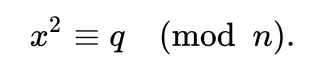 x² ≡ q (mod n).